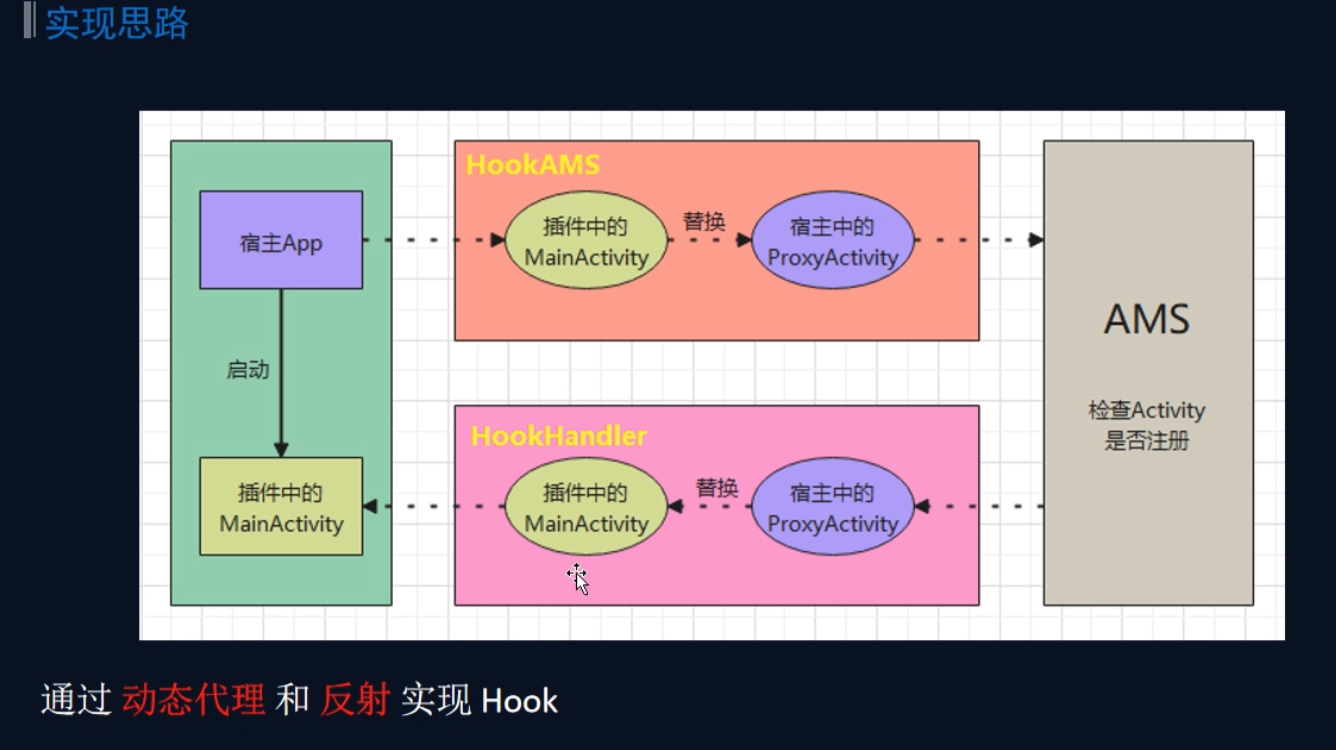 实现思路
HookAMS
宿主App
插件中的
MainActivity
替换
宿主中的
ProxyActivity
启动
AMS
检查Activity
是否注册
HookHandler
插件中的
MainActivity
插件中的
MainActivity
替换
宿主中的
ProxyActivity
通过 动态代理 和 反射 实现 Hook